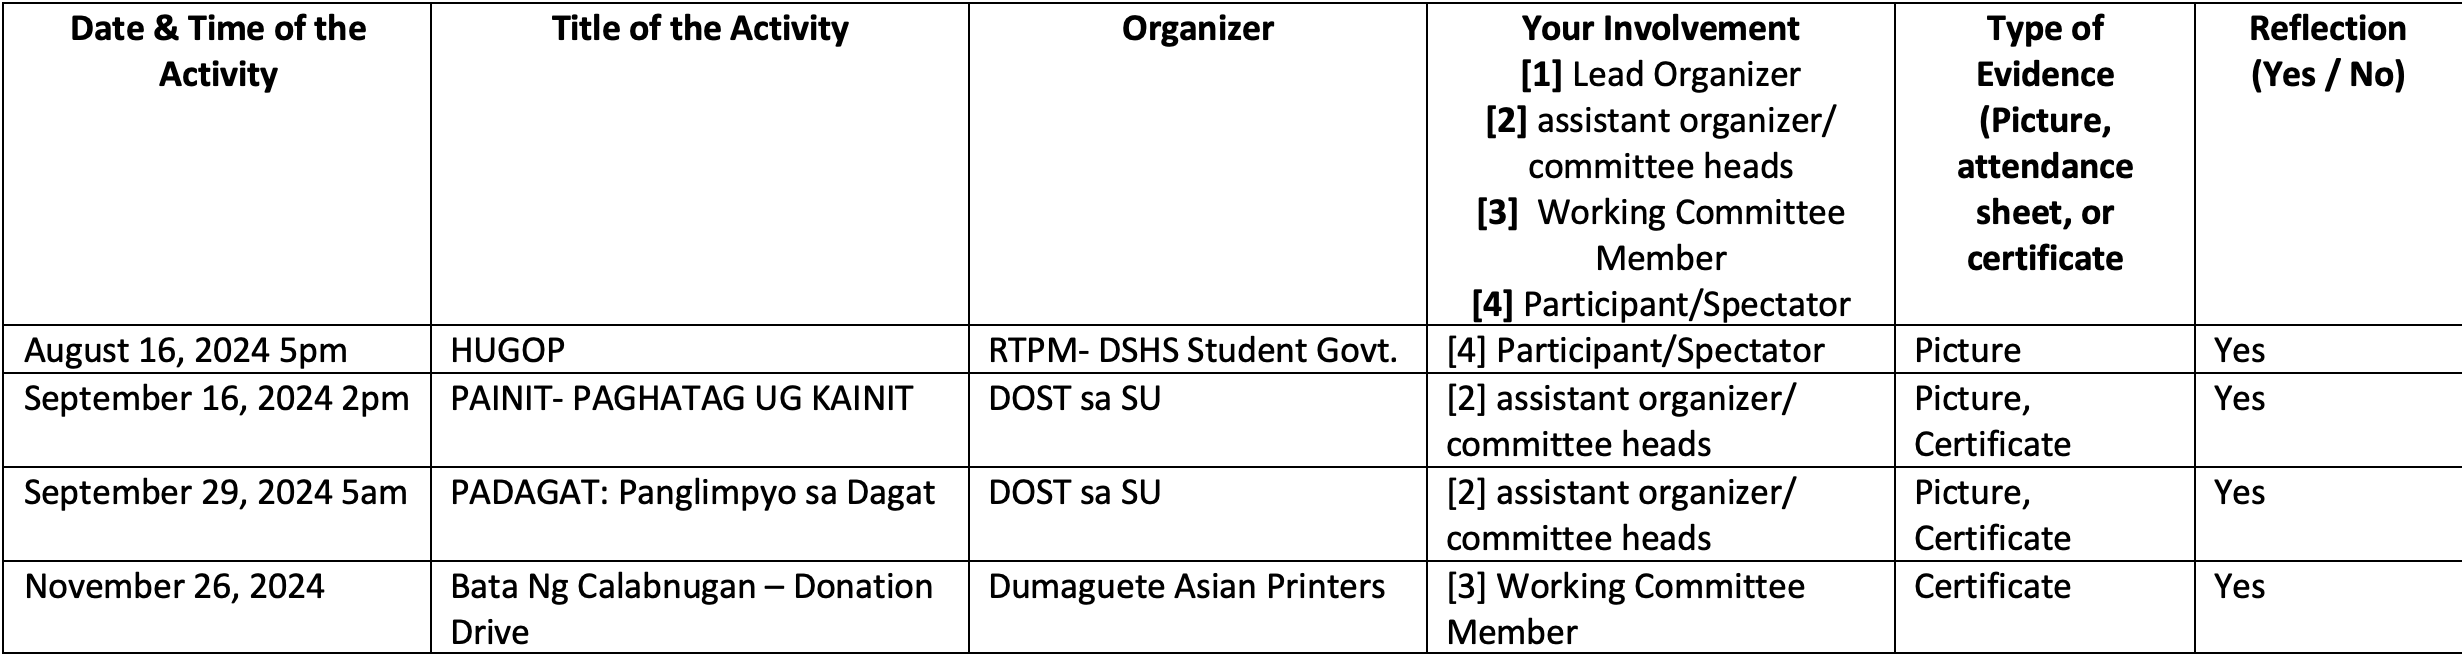 Date & Time of the
Activity
Title of the Activity
Organizer
Your Involvement
[1] Lead Organizer
[2] assistant organizer/
committee heads
[3]  Working Committee
Member
[4] Participant/Spectator
Type of
Evidence
(Picture,
attendance
sheet, or
certificate
Reflection
(Yes / No)
August 16, 2024 5pm
HUGOP
RTPM- DSHS Student Govt.
[4] Participant/Spectator
Picture
Yes
September 16, 2024 2pm
PAINIT- PAGHATAG UG KAINIT
DOST sa SU
[2] assistant organizer/
committee heads
Picture,
Certificate
Yes
September 29, 2024 5am
PADAGAT: Panglimpyo sa Dagat
DOST sa SU
[2] assistant organizer/
committee heads
Picture,
Certificate
Yes
November 26, 2024
Bata Ng Calabnugan – Donation
Drive
Dumaguete Asian Printers
[3] Working Committee
Member
Certificate
Yes